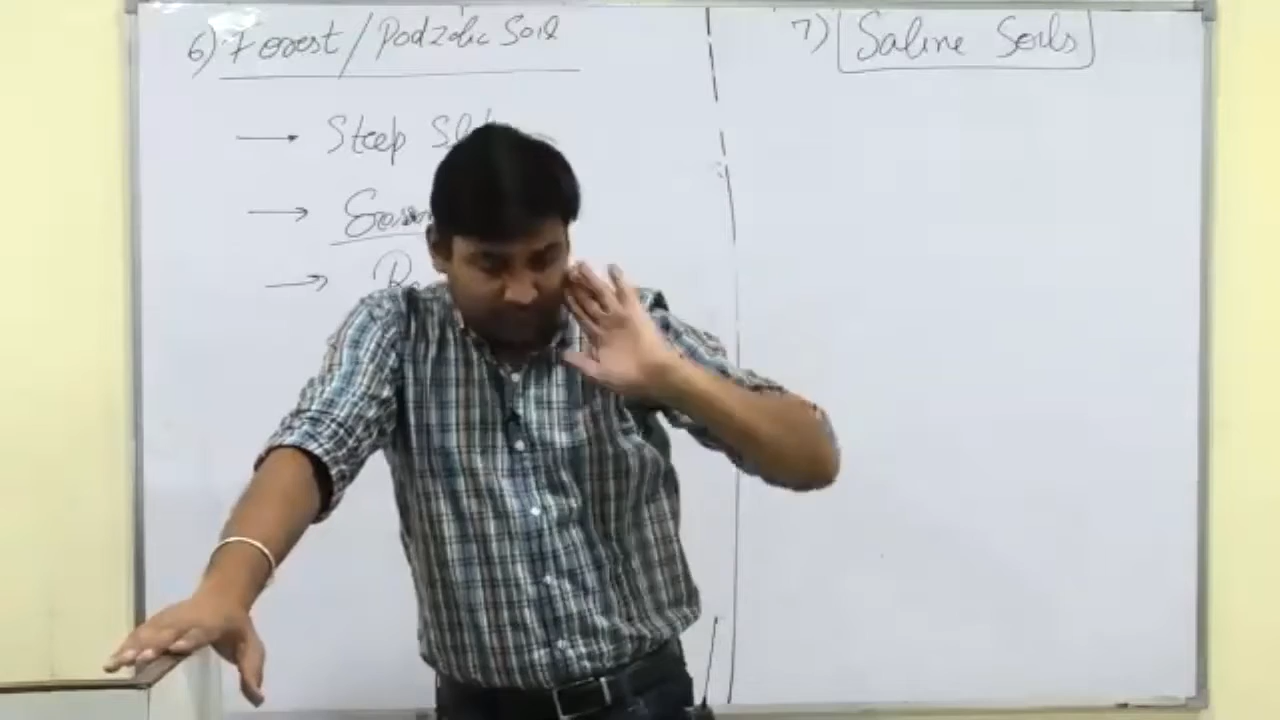 6) Forest / Podzolic Soil
→ Steep
→
→
7) Saline Soils